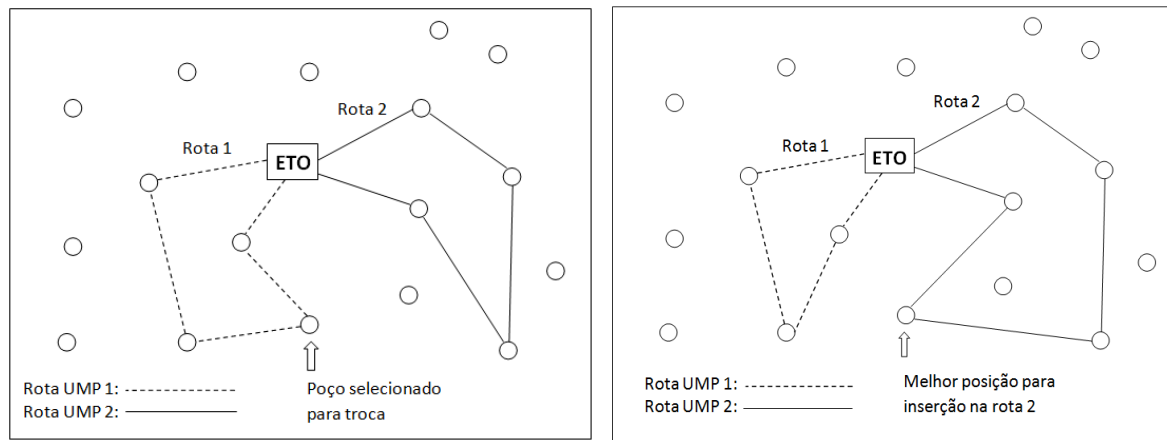 Rota 2
Rota 1
ETO
Rota UMP 1:
Rota UMP 2:
Poço selecionado
para troca
Rota 2
Rota 1
ETO
Rota UMP 1:
Rota UMP 2:
Melhor posição para
inserção na rota 2